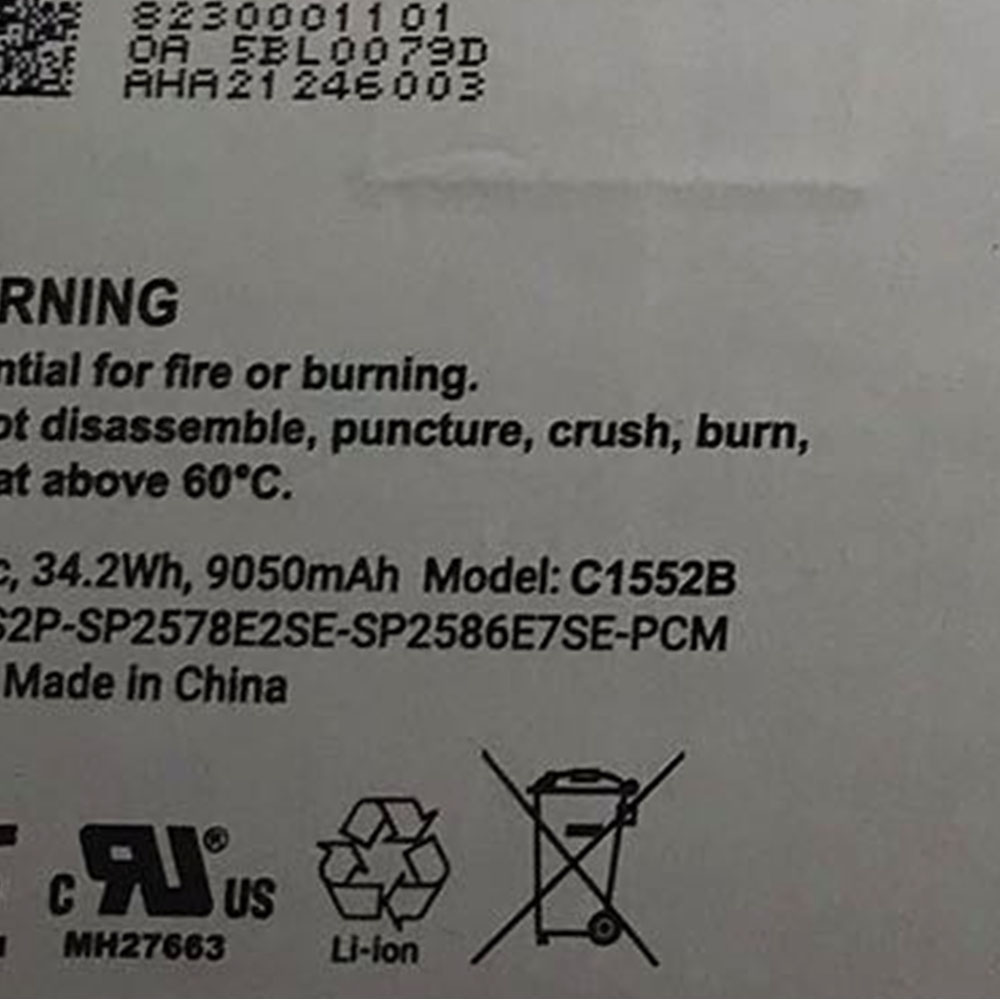 8230001101
0A 5BL0079D
AHA21246003
RNING
ntial for fire or burning.
ot disassemble, puncture, crush, burn,
at above 60°C.
c, 34.2Wh, 9050mAh Model: C1552B
S2P-SP2578E2SE-SP2586E7SE-PCM
Made in China
C RU® US
MH27663
Li-ion